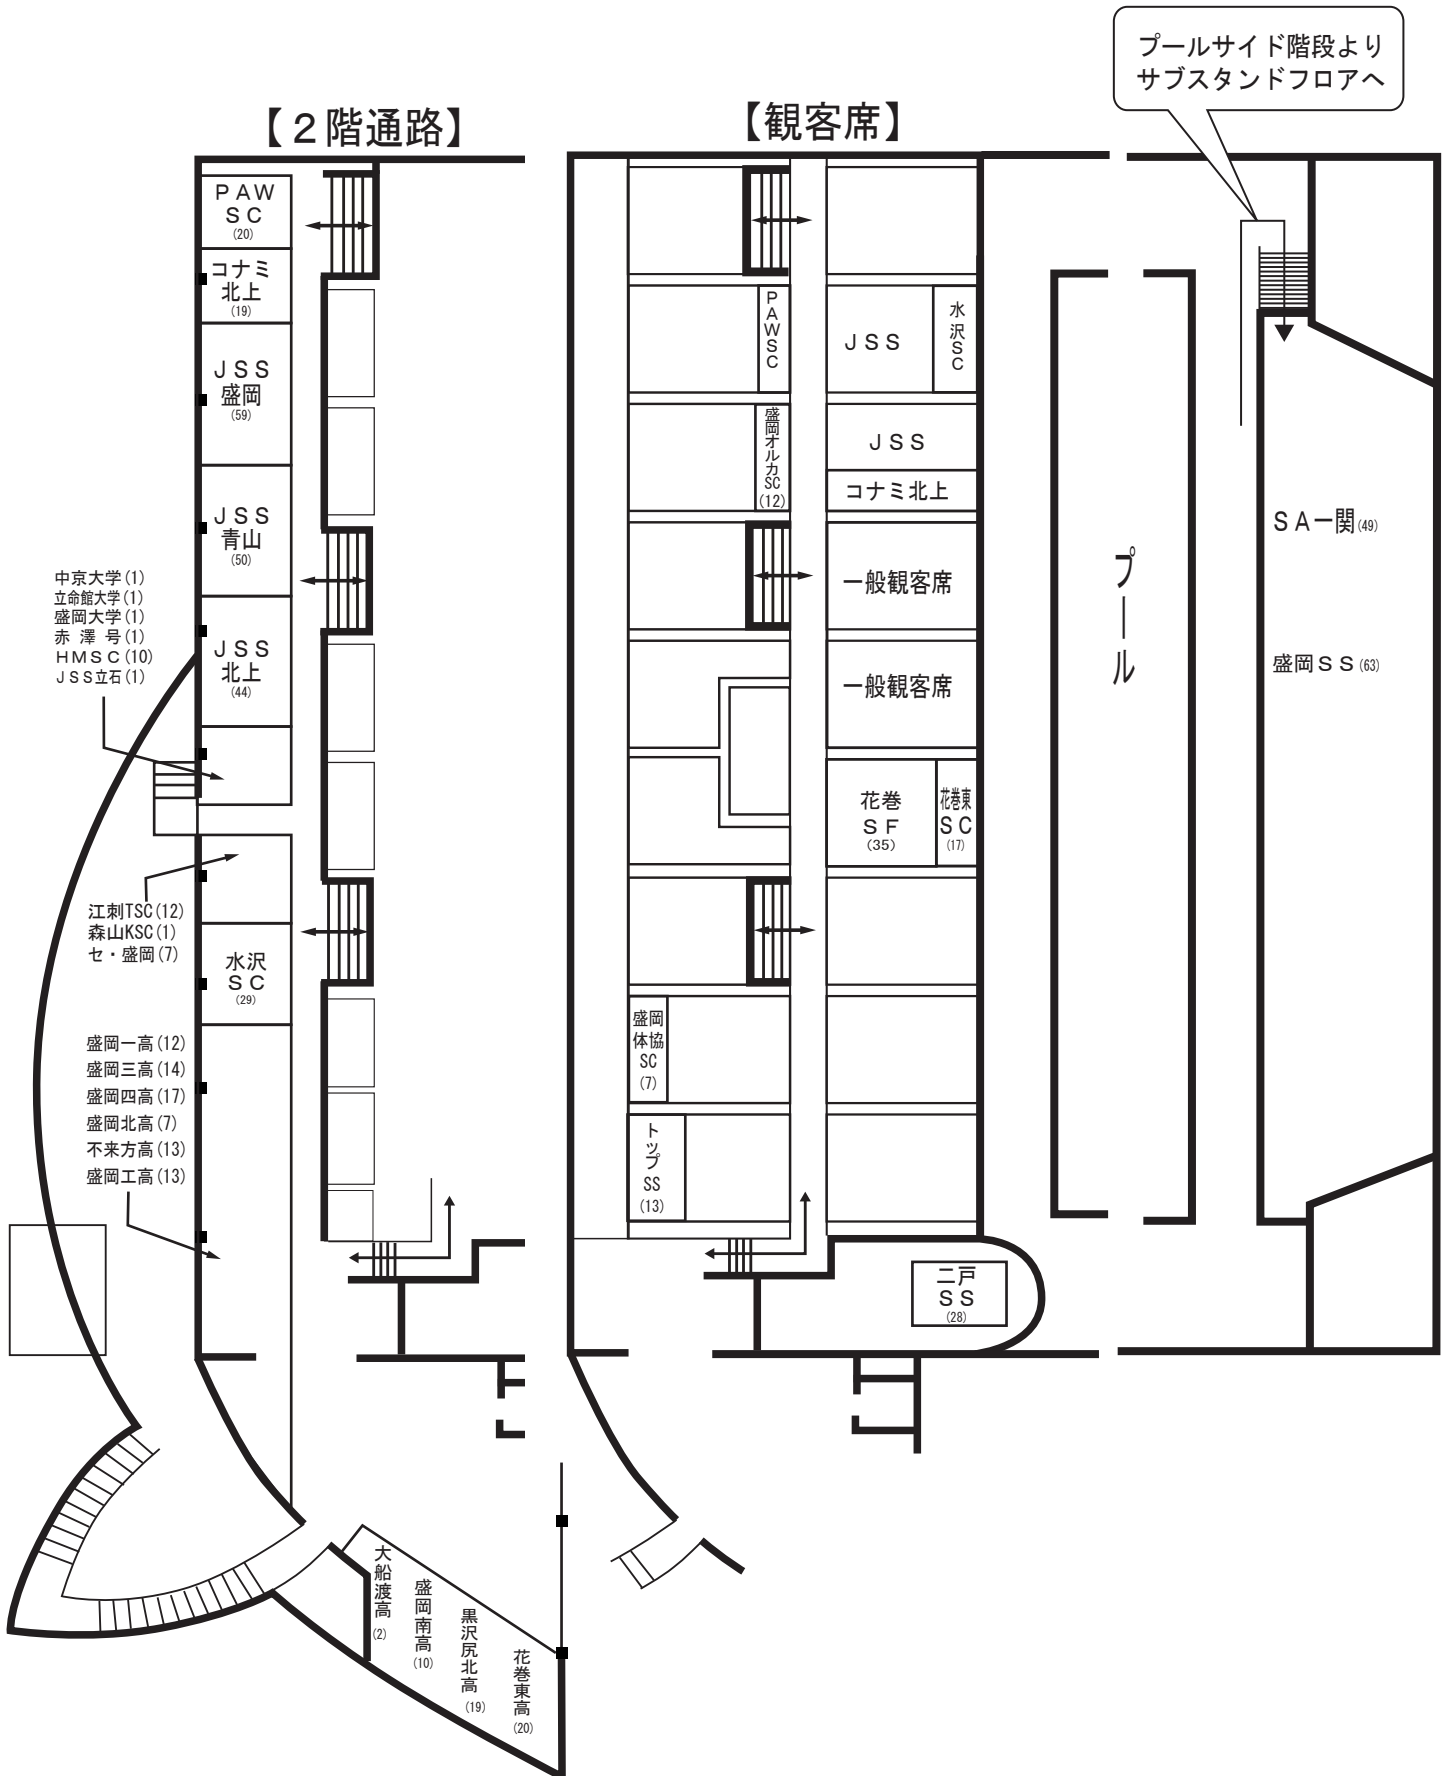 プールサイド階段より
サブスタンドフロアへ
【２階通路】
【観客席】
ＰＡＷ
ＳＣ
(20)
コナミ
北上
(19)
ＪＳＳ
盛岡
(59)
ＪＳＳ
青山
(50)
ＪＳＳ
北上
(44)
中京大学(1)
立命館大学(1)
盛岡大学(1)
赤 澤 号(1)
ＨＭＳＣ(10)
ＪＳＳ立石(1)
江刺TSC(12)
森山KSC(1)
セ・盛岡(7)
水沢
ＳＣ
(29)
盛岡一高(12)
盛岡三高(14)
盛岡四高(17)
盛岡北高(7)
不来方高(13)
盛岡工高(13)
大船渡高
(2)
盛岡南高
(10)
黒沢尻北高
(19)
花巻東高
(20)
ＰＡＷＳＣ
ＪＳＳ
水沢ＳＣ
盛岡オルカSC
(12)
ＪＳＳ
コナミ北上
一般観客席
一般観客席
花巻
ＳＦ
(35)
花巻東
ＳＣ
(17)
盛岡
体協
SC
(7)
トップ
SS
(13)
二戸
ＳＳ
(28)
プール
ＳＡ一関(49)
盛岡ＳＳ(63)